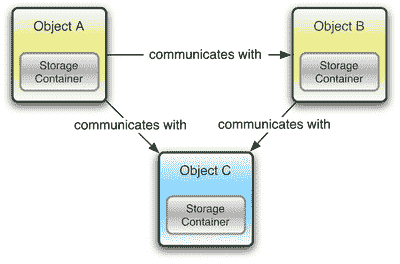 Object A
Storage
Container
communicates with
Object B
Storage
Container
communicates with
communicates with
Object C
Storage
Container